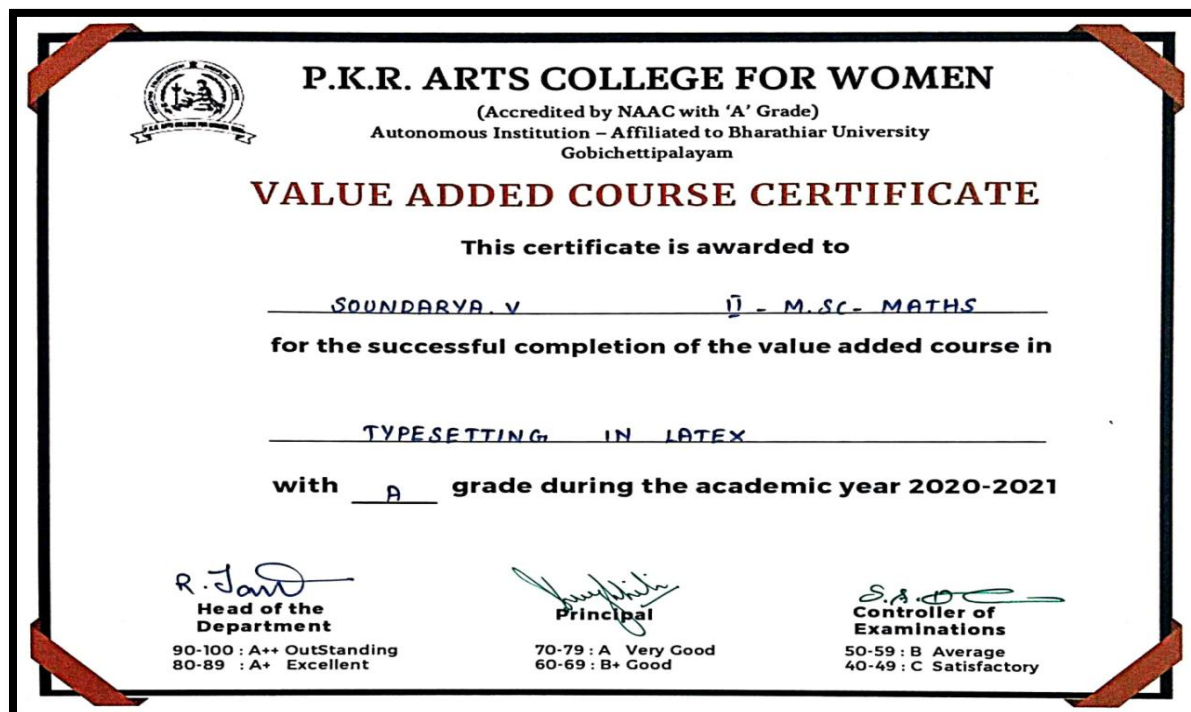 P.K.R. ARTS COLLEGE FOR WOMEN
(Accredited by NAAC with ‘A’ Grade)
Autonomous Institution – Affiliated to Bharathiar University
Gobichettipalayam
VALUE ADDED COURSE CERTIFICATE
This certificate is awarded to
SOUNDARYA. V II - M.SC- MATHS
for the successful completion of the value added course in
TYPESETTING IN LATEX
with A grade during the academic year 2020-2021
Head of the
Department
Principal
Controller of
Examinations
90-100 : A++ OutStanding
80-89 : A+ Excellent
70-79 : A Very Good
60-69 : B+ Good
50-59 : B Average
40-49 : C Satisfactory